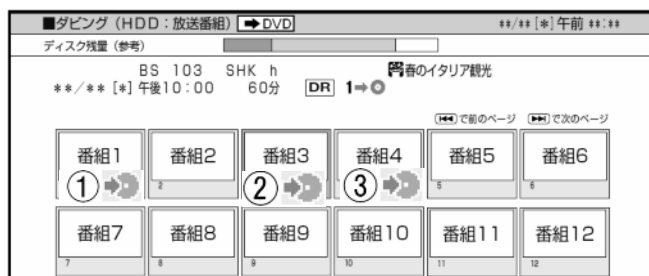 ■ダビング（HDD：放送番組）➡DVD　＊＊/＊＊[＊]午前 ＊＊:＊＊
ディスク残量（参考）
BS 103　SHK h　春のイタリア観光
＊＊/＊＊ [＊] 午後10：00　60分　DR　1➡
⏮で前のページ　⏭で次のページ
番組1　番組2　番組3　番組4　番組5　番組6
①　2　②　③　5　6
番組7　番組8　番組9　番組10　番組11　番組12
7　8　9　10　11　12